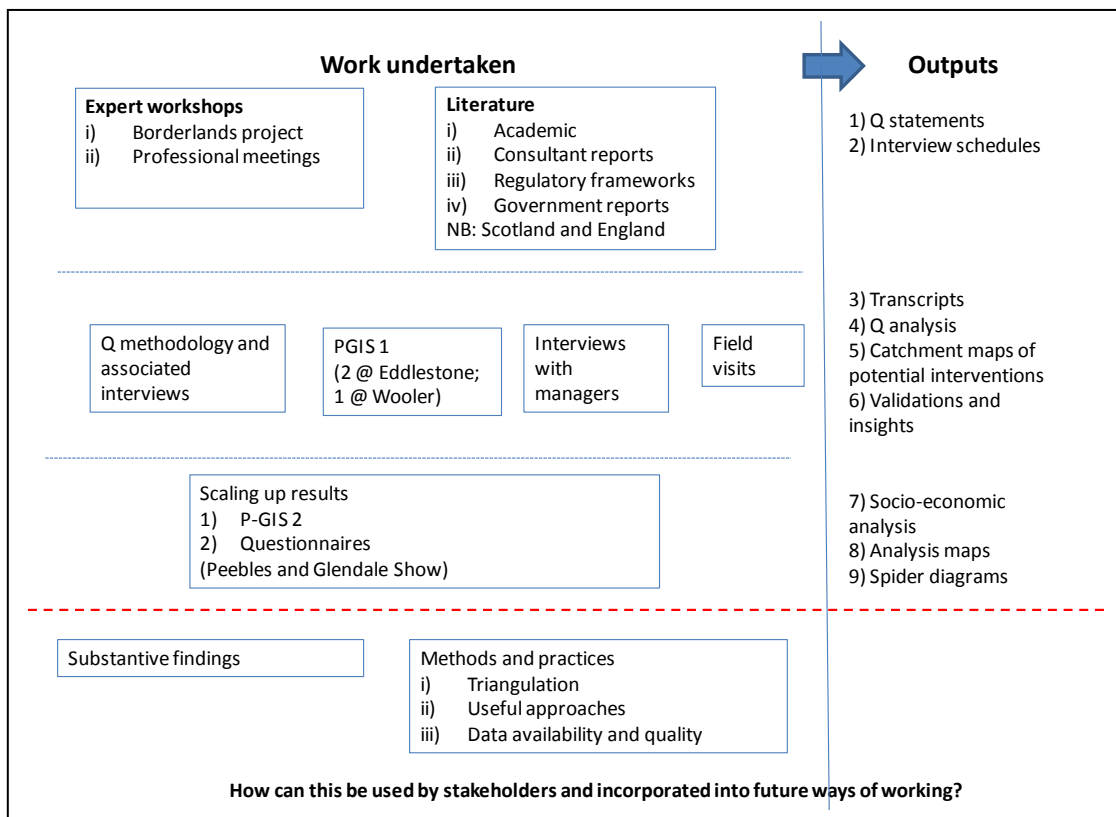 Work undertaken
Outputs
Expert workshops
i) Borderlands project
ii) Professional meetings
Literature
i) Academic
ii) Consultant reports
iii) Regulatory frameworks
iv) Government reports
NB: Scotland and England
1) Q statements
2) Interview schedules
Q methodology and
associated
interviews
PGIS 1
(2 @ Eddlestone;
1 @ Wooler)
Interviews
with
managers
Field
visits
3) Transcripts
4) Q analysis
5) Catchment maps of
potential interventions
6) Validations and
insights
Scaling up results
1) P-GIS 2
2) Questionnaires
(Peebles and Glendale Show)
7) Socio-economic
analysis
8) Analysis maps
9) Spider diagrams
Substantive findings
Methods and practices
i) Triangulation
ii) Useful approaches
iii) Data availability and quality
How can this be used by stakeholders and incorporated into future ways of working?